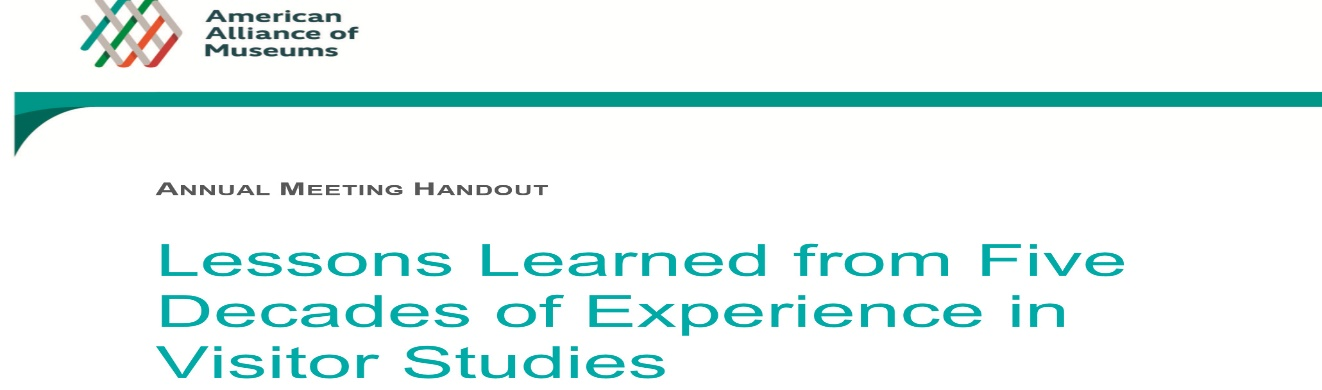 American
Alliance of
Museums
ANNUAL MEETING HANDOUT
Lessons Learned from Five
Decades of Experience in
Visitor Studies